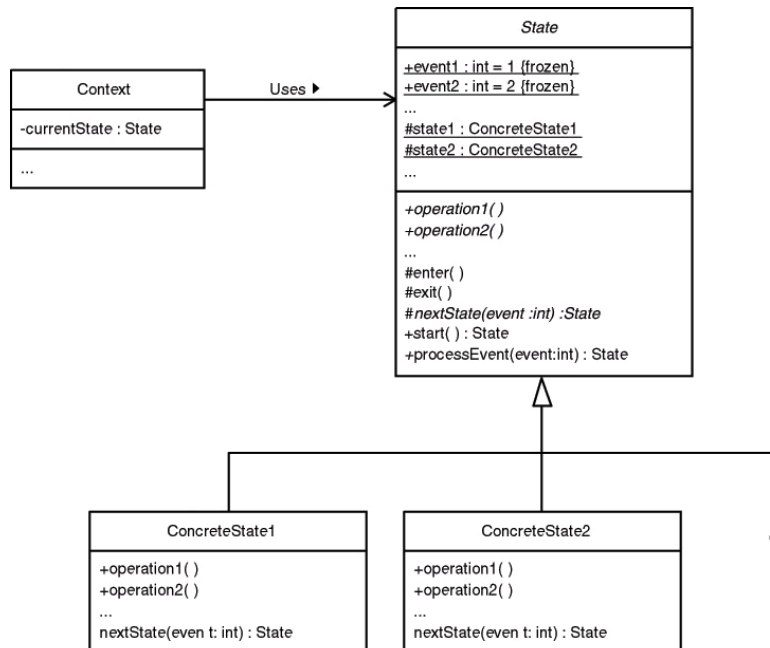 State
+event1 : int = 1 {frozen}
+event2 : int = 2 {frozen}
...
#state1 : ConcreteState1
#state2 : ConcreteState2
...
+operation1( )
+operation2( )
...
#enter( )
#exit( )
#nextState(event :int) :State
+start( ) : State
+processEvent(event:int) : State
Context
-currentState : State
...
Uses
ConcreteState1
+operation1( )
+operation2( )
...
nextState(even t: int) : State
ConcreteState2
+operation1( )
+operation2( )
...
nextState(even t: int) : State